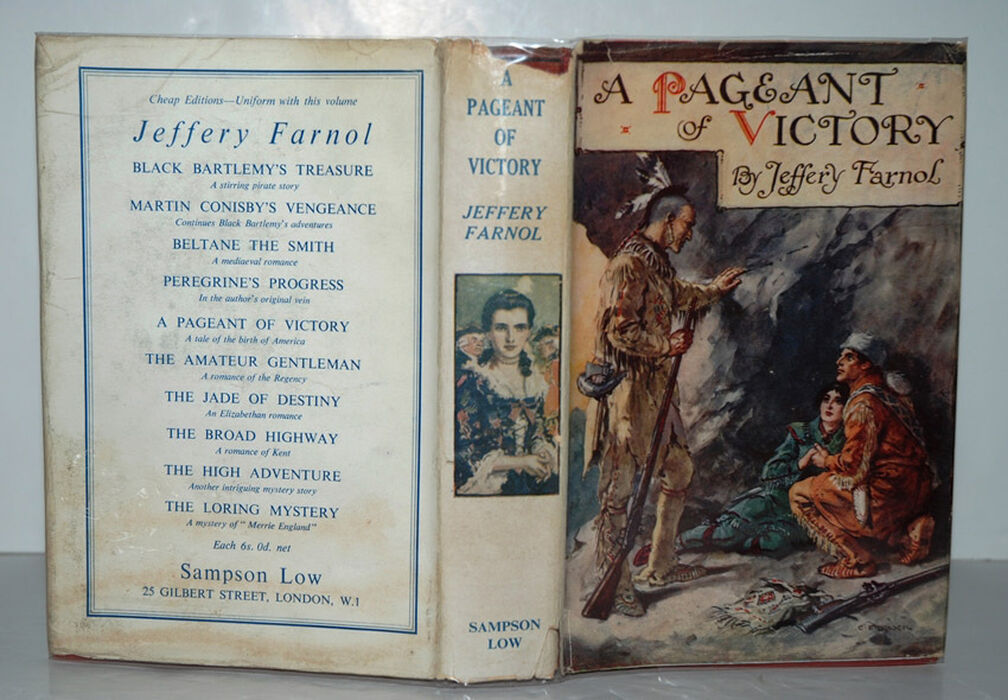 Cheap Editions—Uniform with this volume
Jeffery Farnol
BLACK BARTLEMY'S TREASURE
A stirring pirate story
MARTIN CONISBY'S VENGEANCE
Continues Black Bartlemy's adventures
BELTANE THE SMITH
A mediaeval romance
PEREGRINE'S PROGRESS
In the author's original vein
A PAGEANT OF VICTORY
A tale of the birth of America
THE AMATEUR GENTLEMAN
A romance of the Regency
THE JADE OF DESTINY
An Elizabethan romance
THE BROAD HIGHWAY
A romance of Kent
THE HIGH ADVENTURE
Another intriguing mystery story
THE LORING MYSTERY
A mystery of "Merrie England"
Each 6s. 0d. net
Sampson Low
25 GILBERT STREET, LONDON, W.1
A
PAGEANT
OF
VICTORY
JEFFERY
FARNOL
SAMPSON
LOW
A PAGEANT
of VICTORY
By Jeffery Farnol